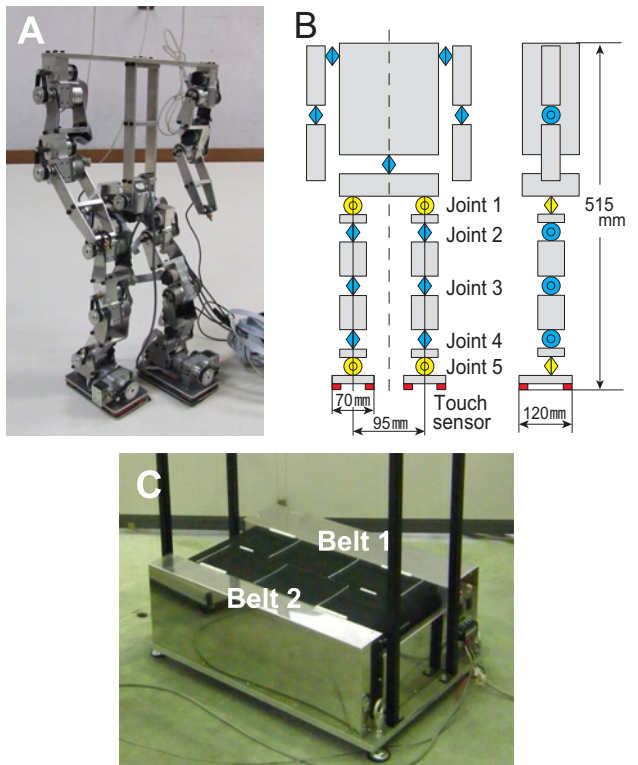 A
B
Joint 1
Joint 2
Joint 3
Joint 4
Joint 5
515
mm
Touch
sensor
70mm
95mm
120mm
C
Belt 1
Belt 2